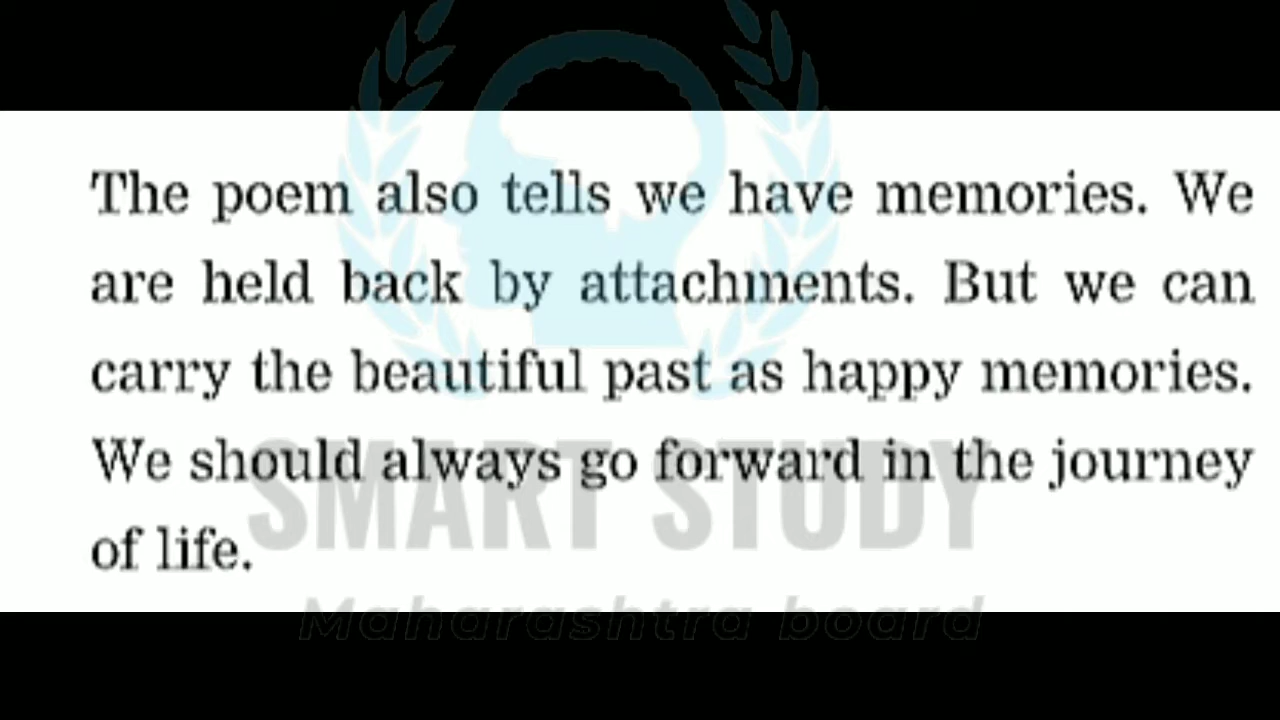 The poem also tells we have memories. We
are held back by attachments. But we can
carry the beautiful past as happy memories.
We should always go forward in the journey
of life.
SMART STUDY
Maharashtra board